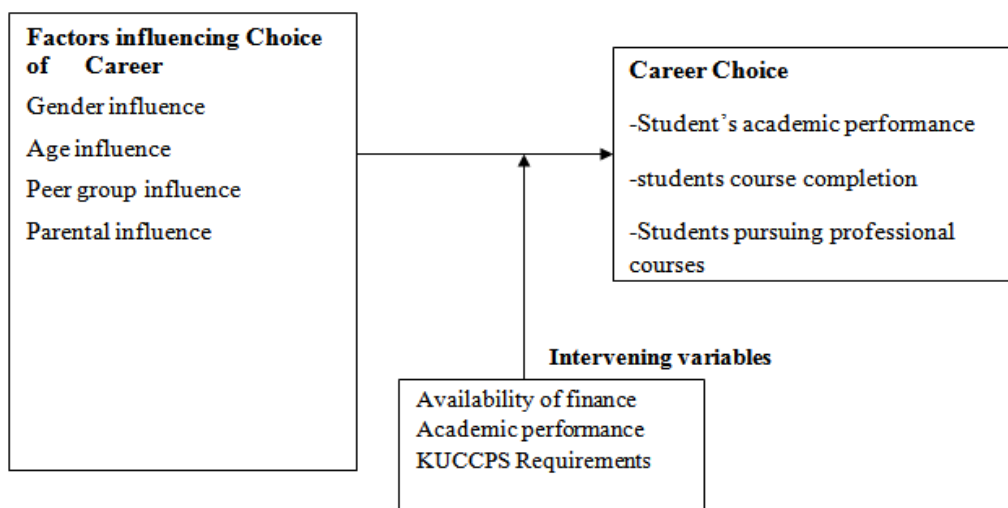 Factors influencing Choice
of Career
Gender influence
Age influence
Peer group influence
Parental influence
Career Choice
-Student’s academic performance
-students course completion
-Students pursuing professional
courses
Intervening variables
Availability of finance
Academic performance
KUCCPS Requirements